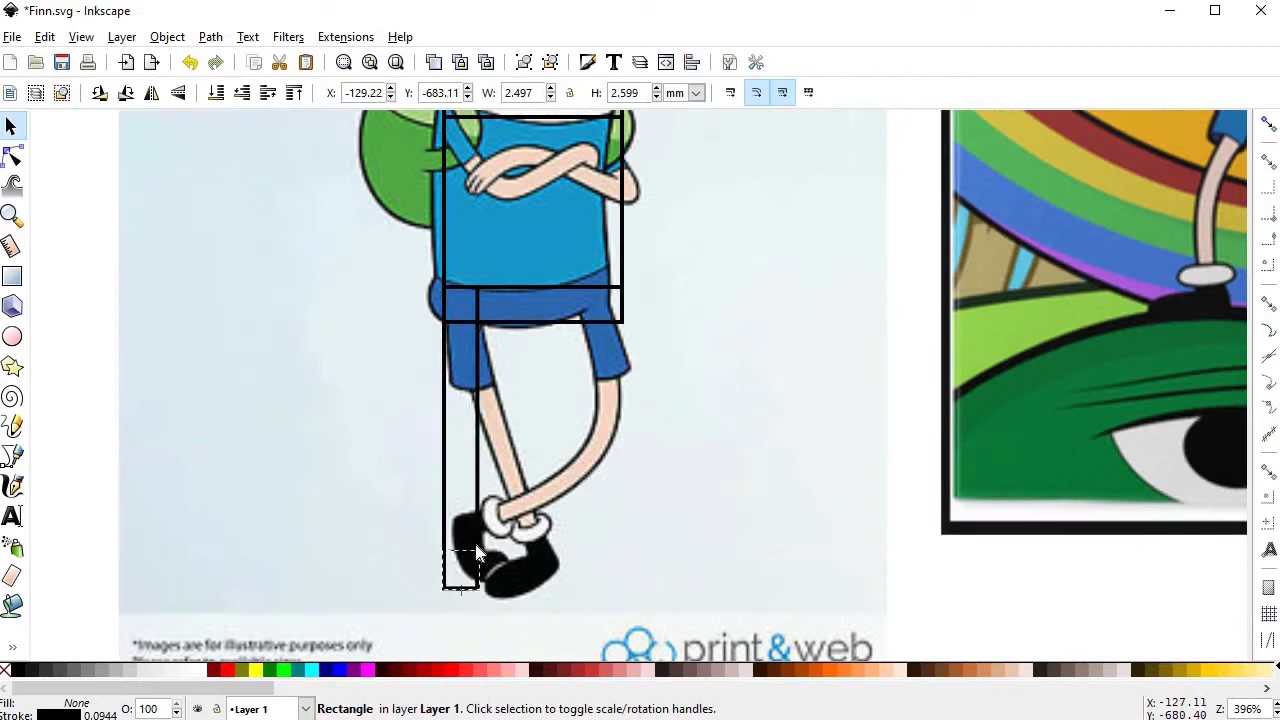 *Finn.svg - Inkscape
File Edit View Layer Object Path Text Filters Extensions Help
X: -129.22 Y: -683.11 W: 2.497 H: 2.599 mm
*Images are for illustrative purposes only
print&web
Fill: None O: 100 •Layer 1 Rectangle in layer Layer 1. Click selection to toggle scale/rotation handles. X: -127.11 Z: 396%
Stroke: 0.0944 Y: -680.40